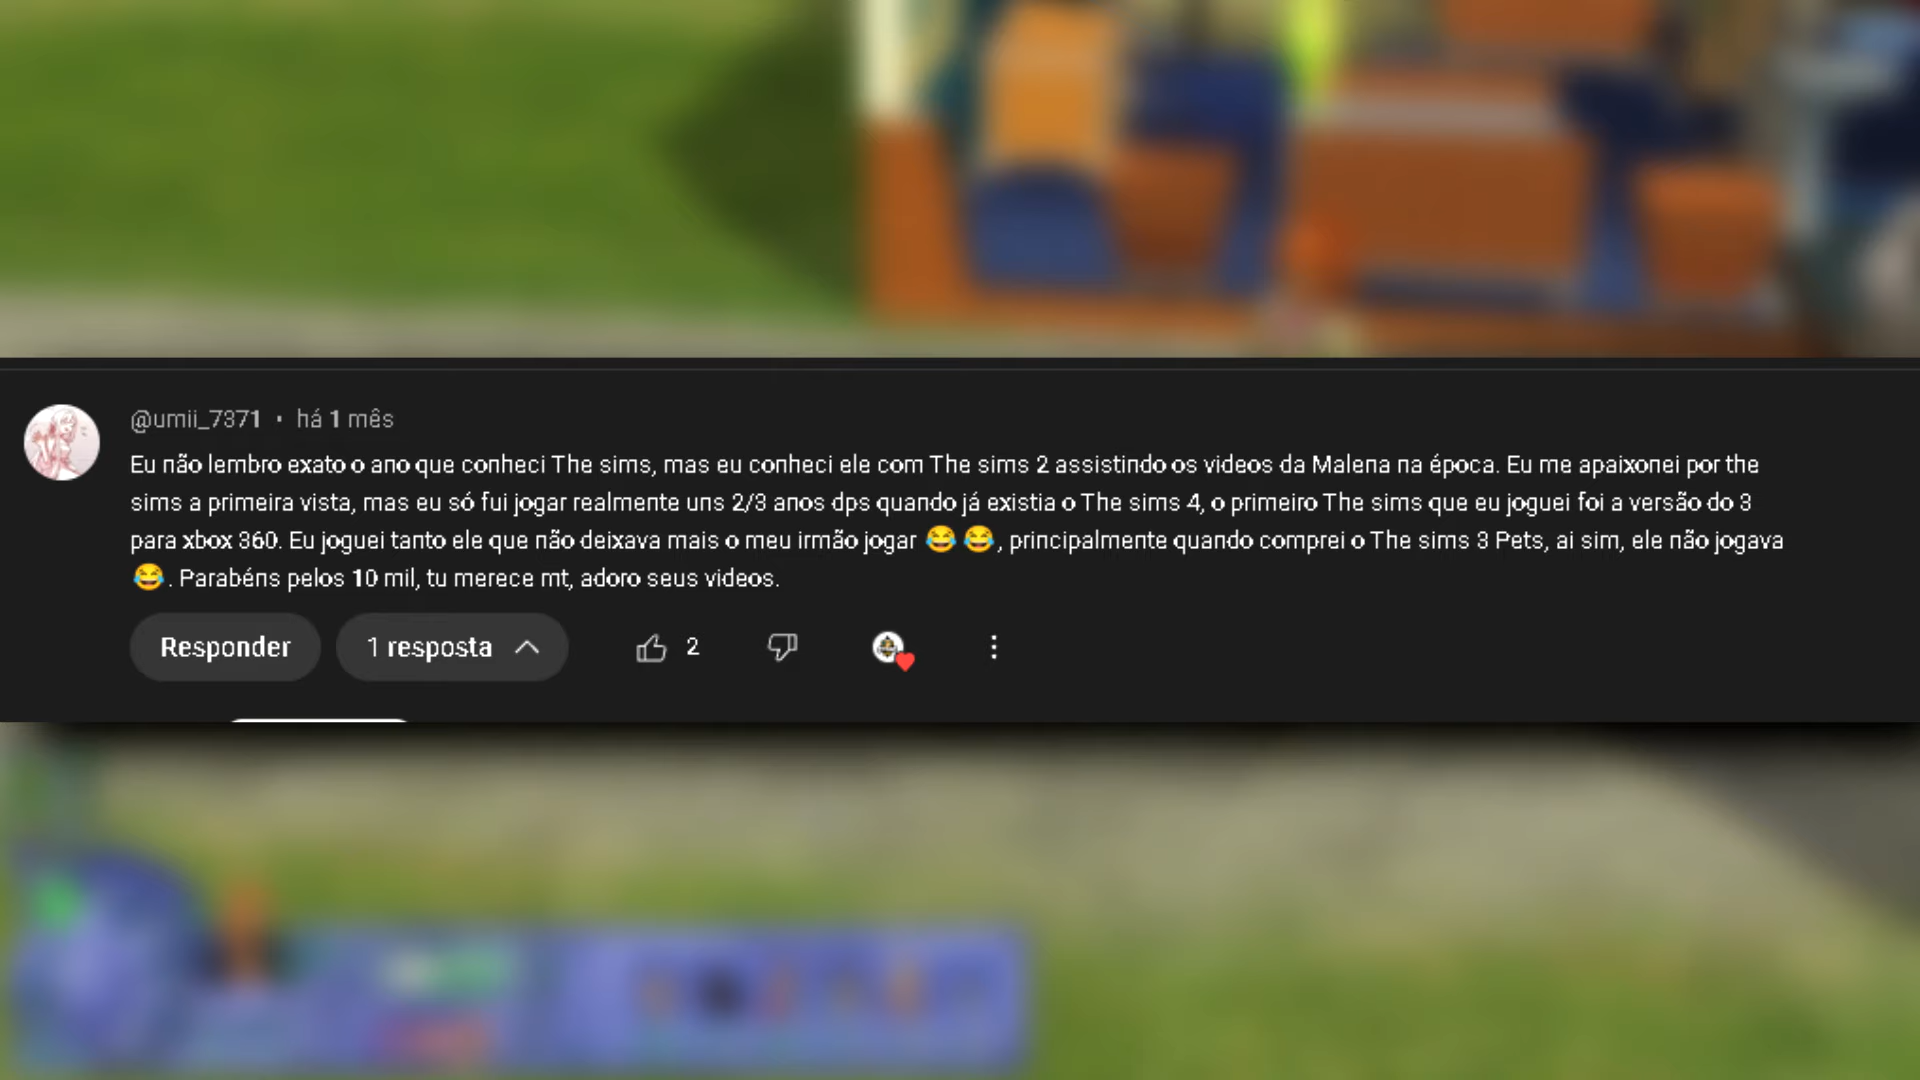 @umii_7371 • há 1 mês
Eu não lembro exato o ano que conheci The sims, mas eu conheci ele com The sims 2 assistindo os videos da Malena na época. Eu me apaixonei por the
sims a primeira vista, mas eu só fui jogar realmente uns 2/3 anos dps quando já existia o The sims 4, o primeiro The sims que eu joguei foi a versão do 3
para xbox 360. Eu joguei tanto ele que não deixava mais o meu irmão jogar 😂 😂, principalmente quando comprei o The sims 3 Pets, ai sim, ele não jogava
😂. Parabéns pelos 10 mil, tu merece mt, adoro seus videos.
Responder 1 resposta 2